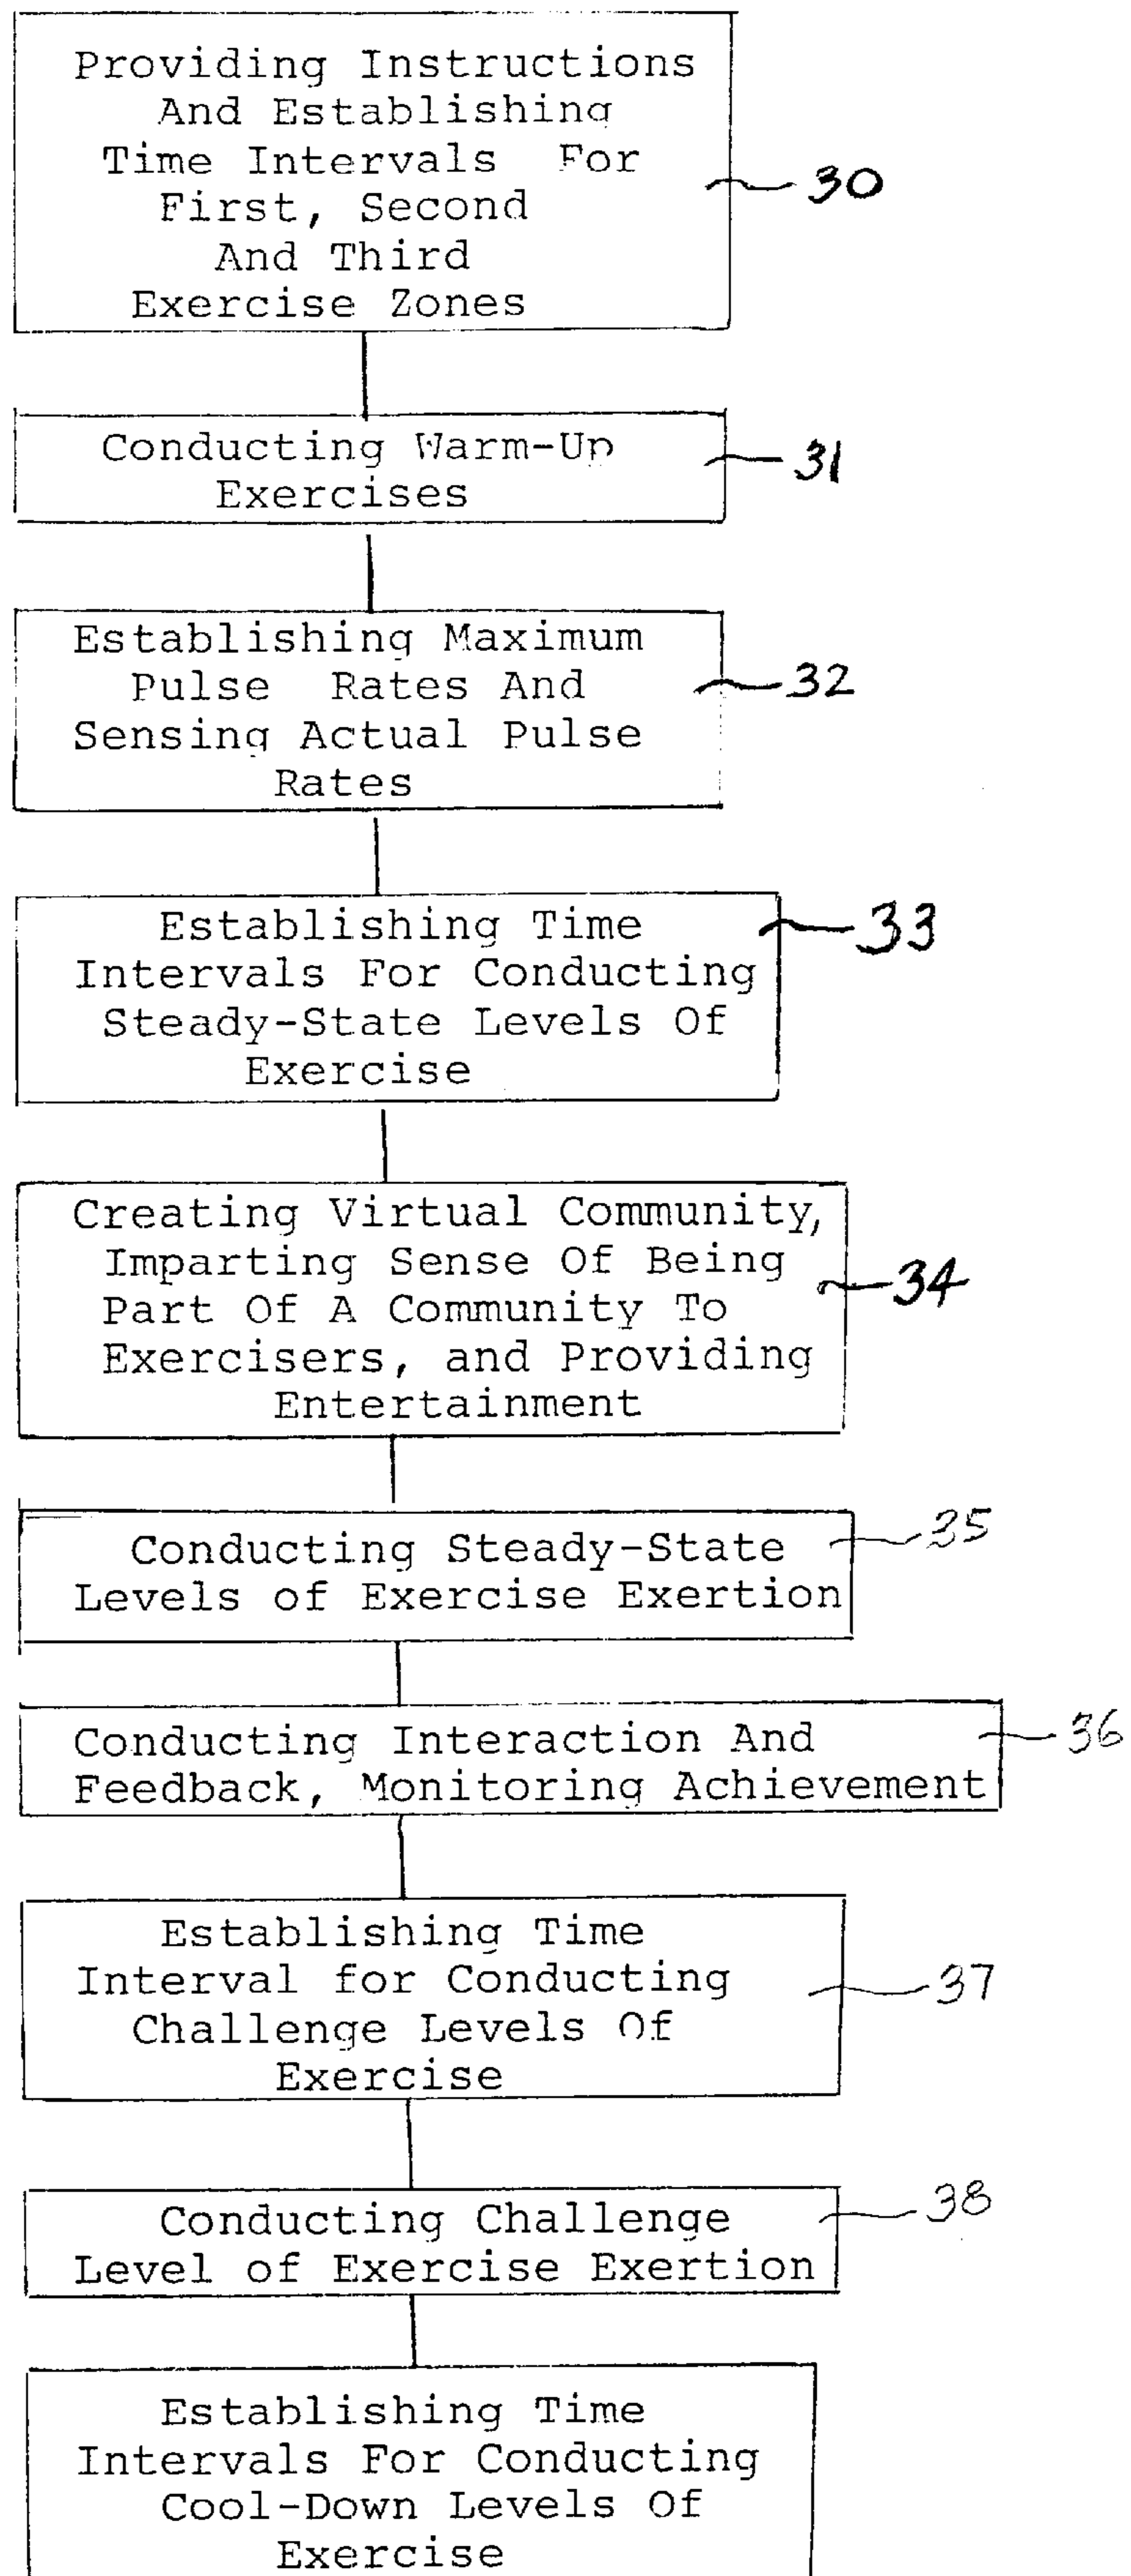 Providing Instructions
And Establishing
Time Intervals For
First, Second
And Third
Exercise Zones
30
Conducting Warm-Up
Exercises
31
Establishing Maximum
Pulse Rates And
Sensing Actual Pulse
Rates
32
Establishing Time
Intervals For Conducting
Steady-State Levels Of
Exercise
33
Creating Virtual Community,
Imparting Sense Of Being
Part Of A Community To
Exercisers, and Providing
Entertainment
34
Conducting Steady-State
Levels of Exercise Exertion
35
Conducting Interaction And
Feedback, Monitoring Achievement
36
Establishing Time
Interval for Conducting
Challenge Levels Of
Exercise
37
Conducting Challenge
Level of Exercise Exertion
38
Establishing Time
Intervals For Conducting
Cool-Down Levels Of
Exercise